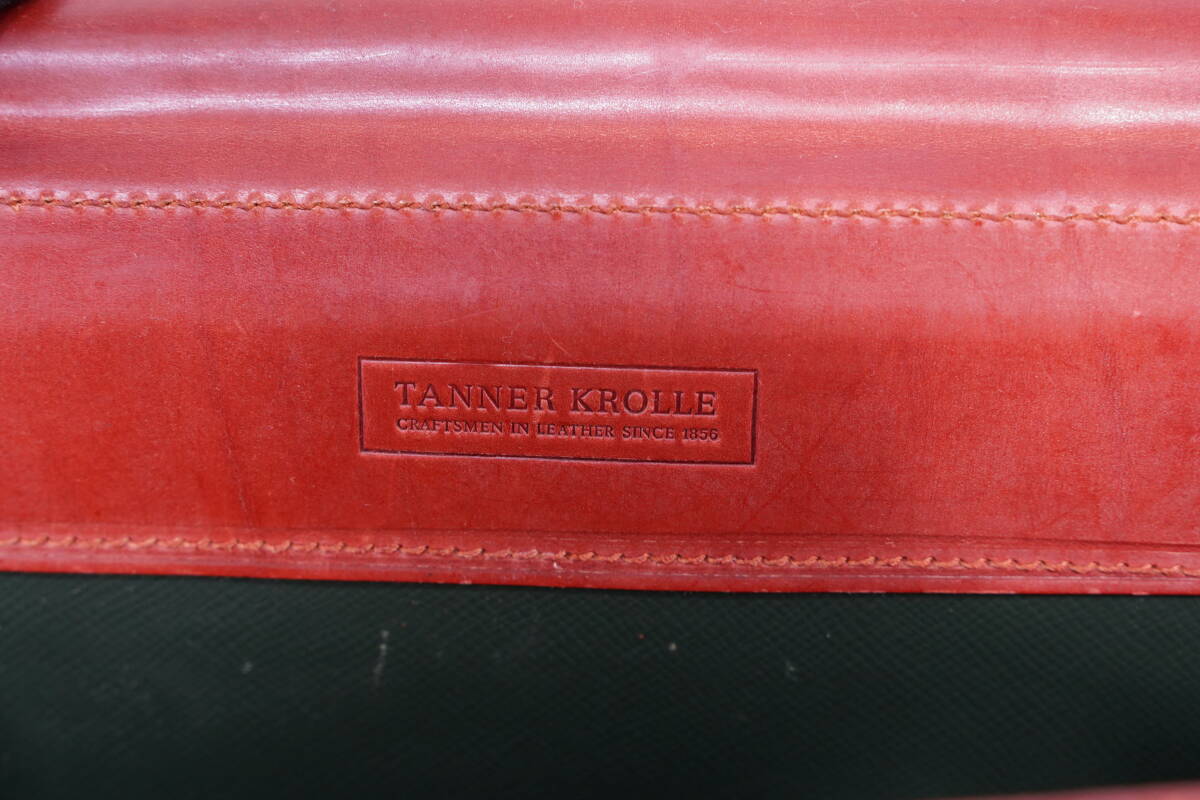 TANNER KROLLE
CRAFTSMEN IN LEATHER SINCE 1856